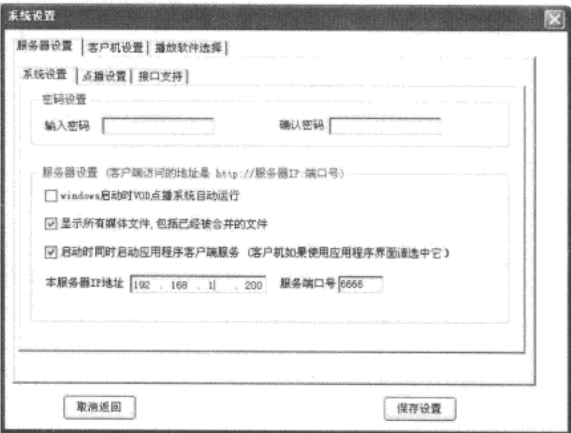 系统设置
服务器设置 客户机设置 播放软件选择
系统设置 点播设置 接口支持
密码设置
输入密码 确认密码
服务器设置 (客户端访问的地址是 http://服务器IP:端口号)
windows启动时VOD点播系统自动运行
显示所有媒体文件,包括已经被合并的文件
启动时同时启动应用程序客户端服务 (客户机如果使用应用程序界面请选中它)
本服务器IP地址 192 . 168 . 1 . 200 服务端口号 6666
取消返回 保存设置